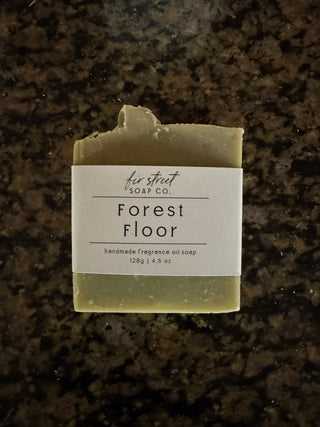 fir street
SOAP CO.
Forest
Floor
handmade fragrance oil soap
128g | 4.5 oz